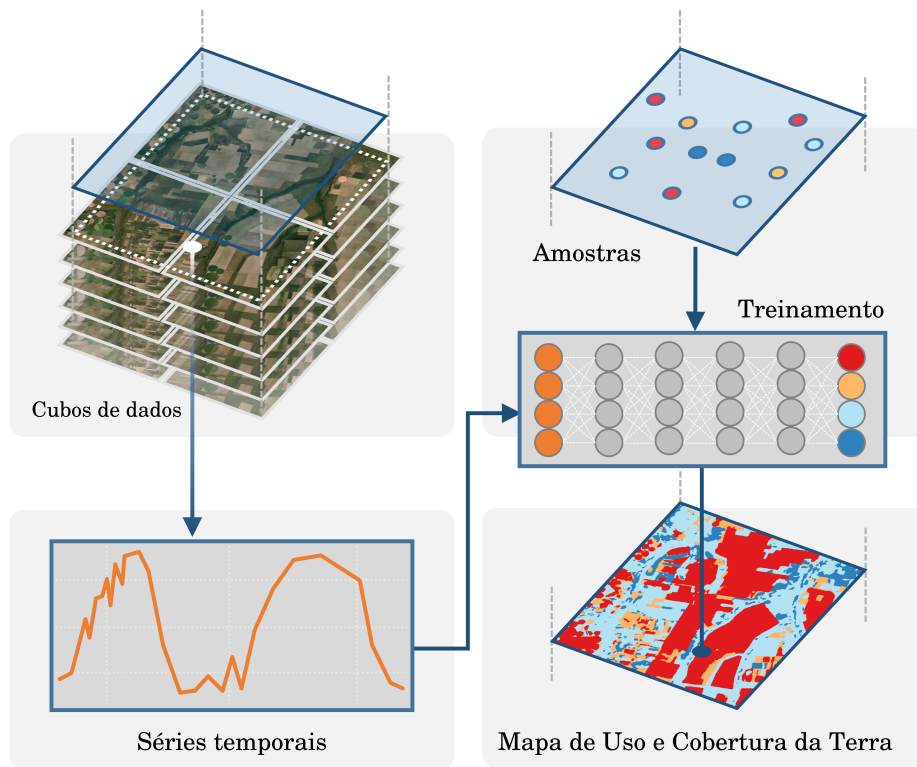 Amostras
Treinamento
Cubos de dados
Séries temporais
Mapa de Uso e Cobertura da Terra